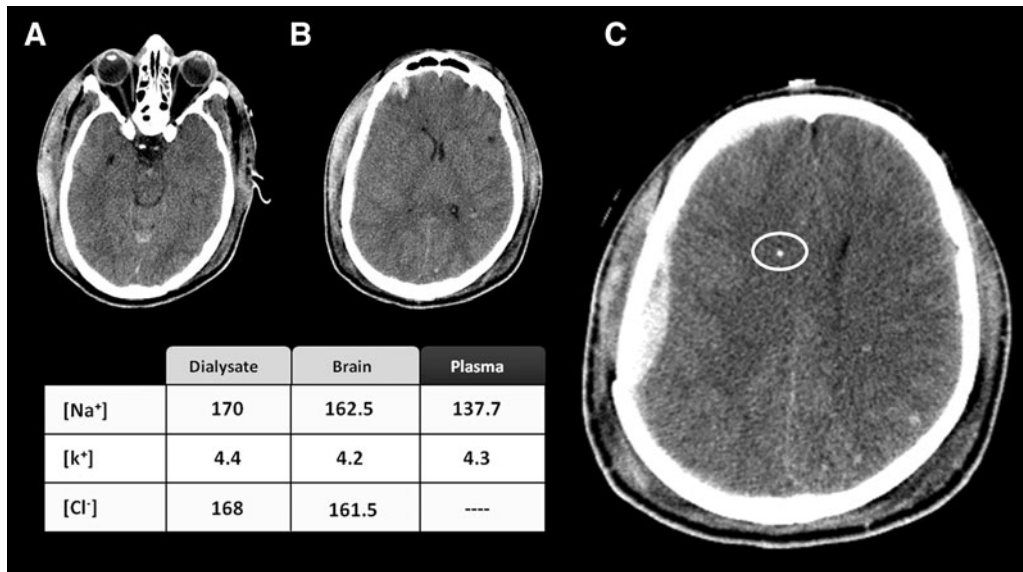 A B C
Dialysate Brain Plasma
[Na⁺] 170 162.5 137.7
[k⁺] 4.4 4.2 4.3
[Cl⁻] 168 161.5 ----